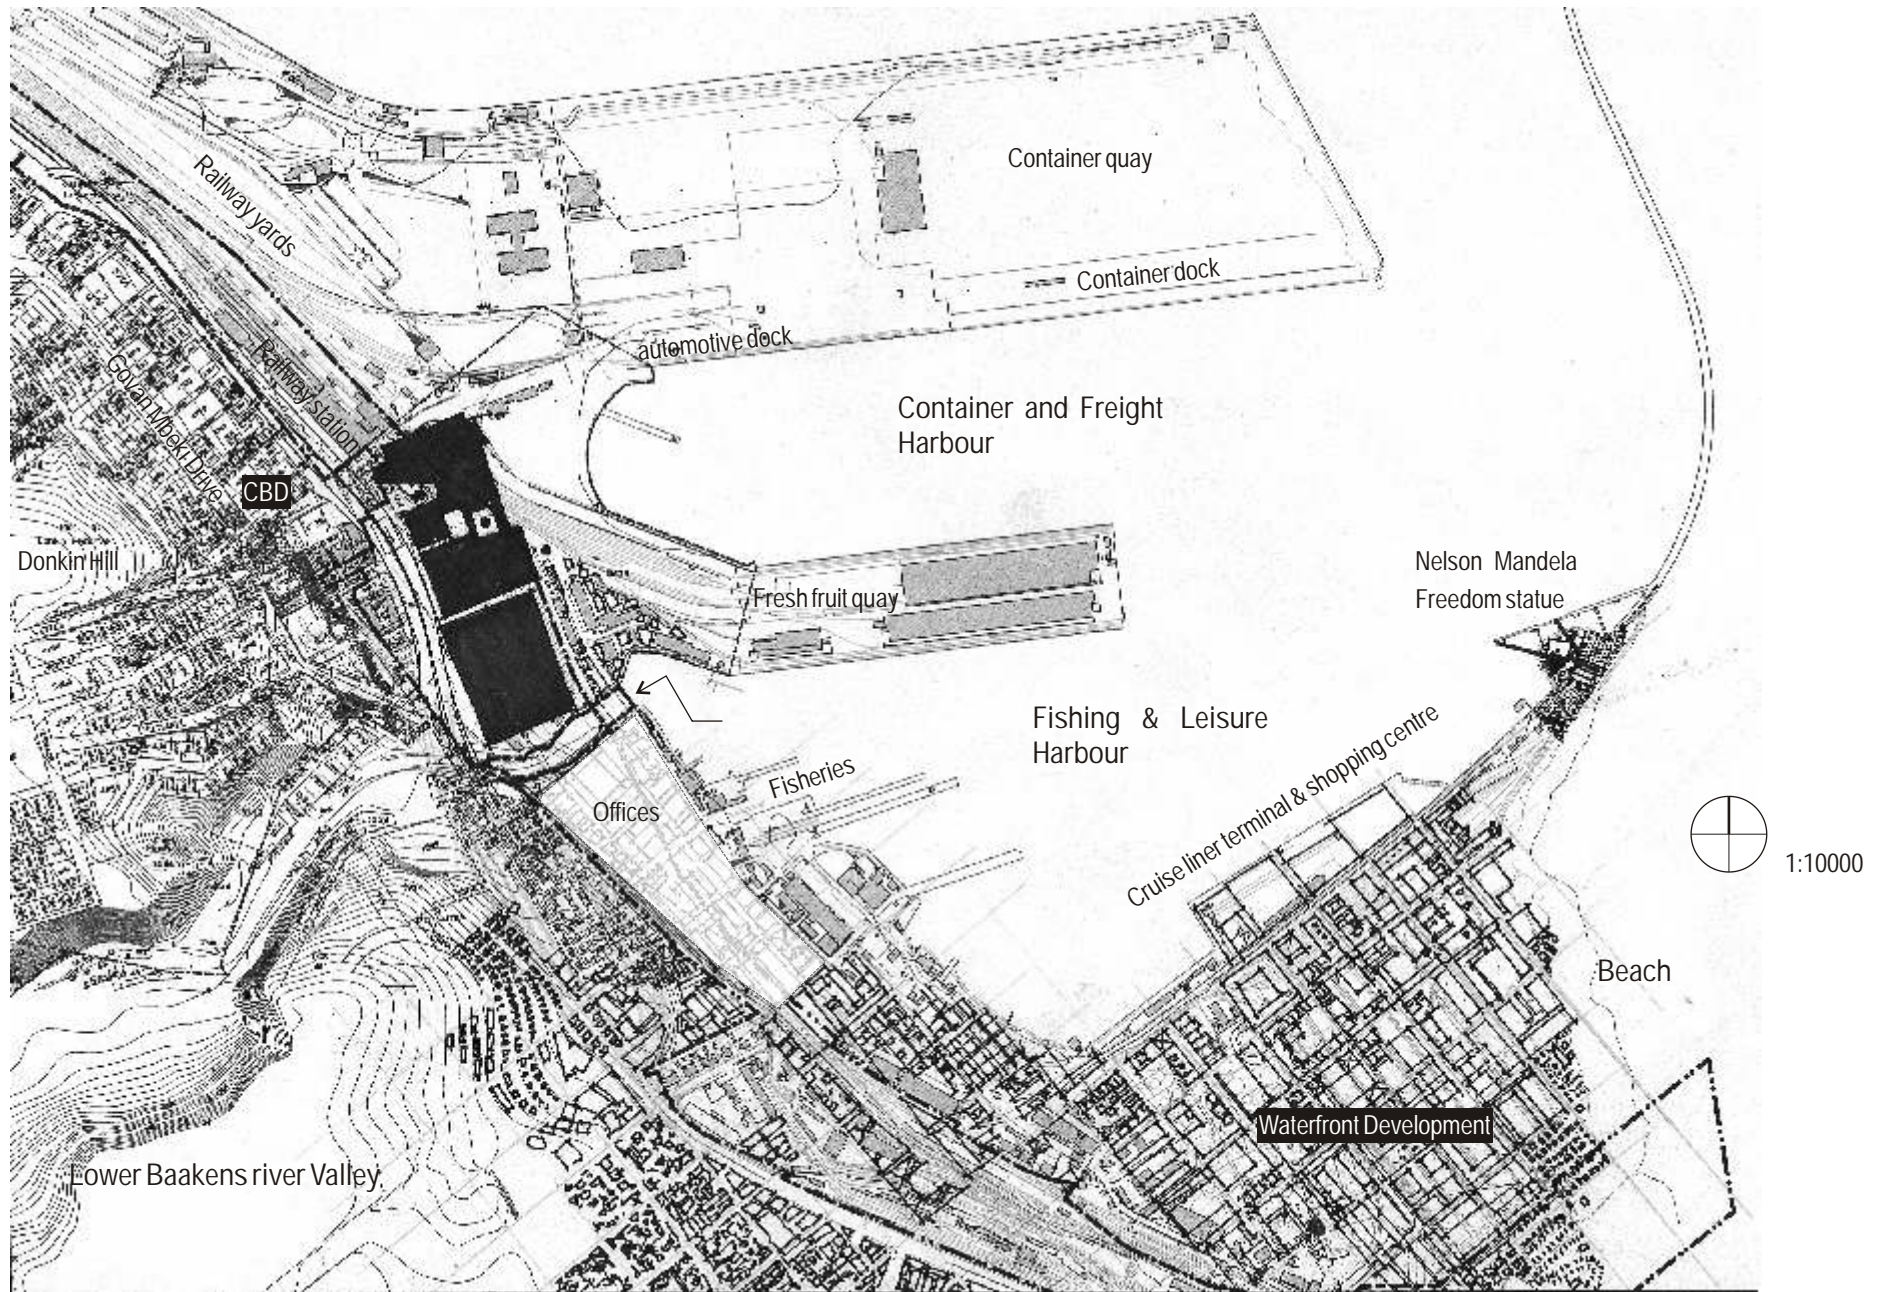 Container quay
Railway yards
Container dock
automotive dock
Railway station
Govan Mbeki Drive
Container and Freight
Harbour
CBD
Donkin Hill
Nelson Mandela
Freedom statue
Fresh fruit quay
Fishing & Leisure
Harbour
Cruise liner terminal & shopping centre
Fisheries
Offices
1:10000
Beach
Waterfront Development
Lower Baakens river Valley